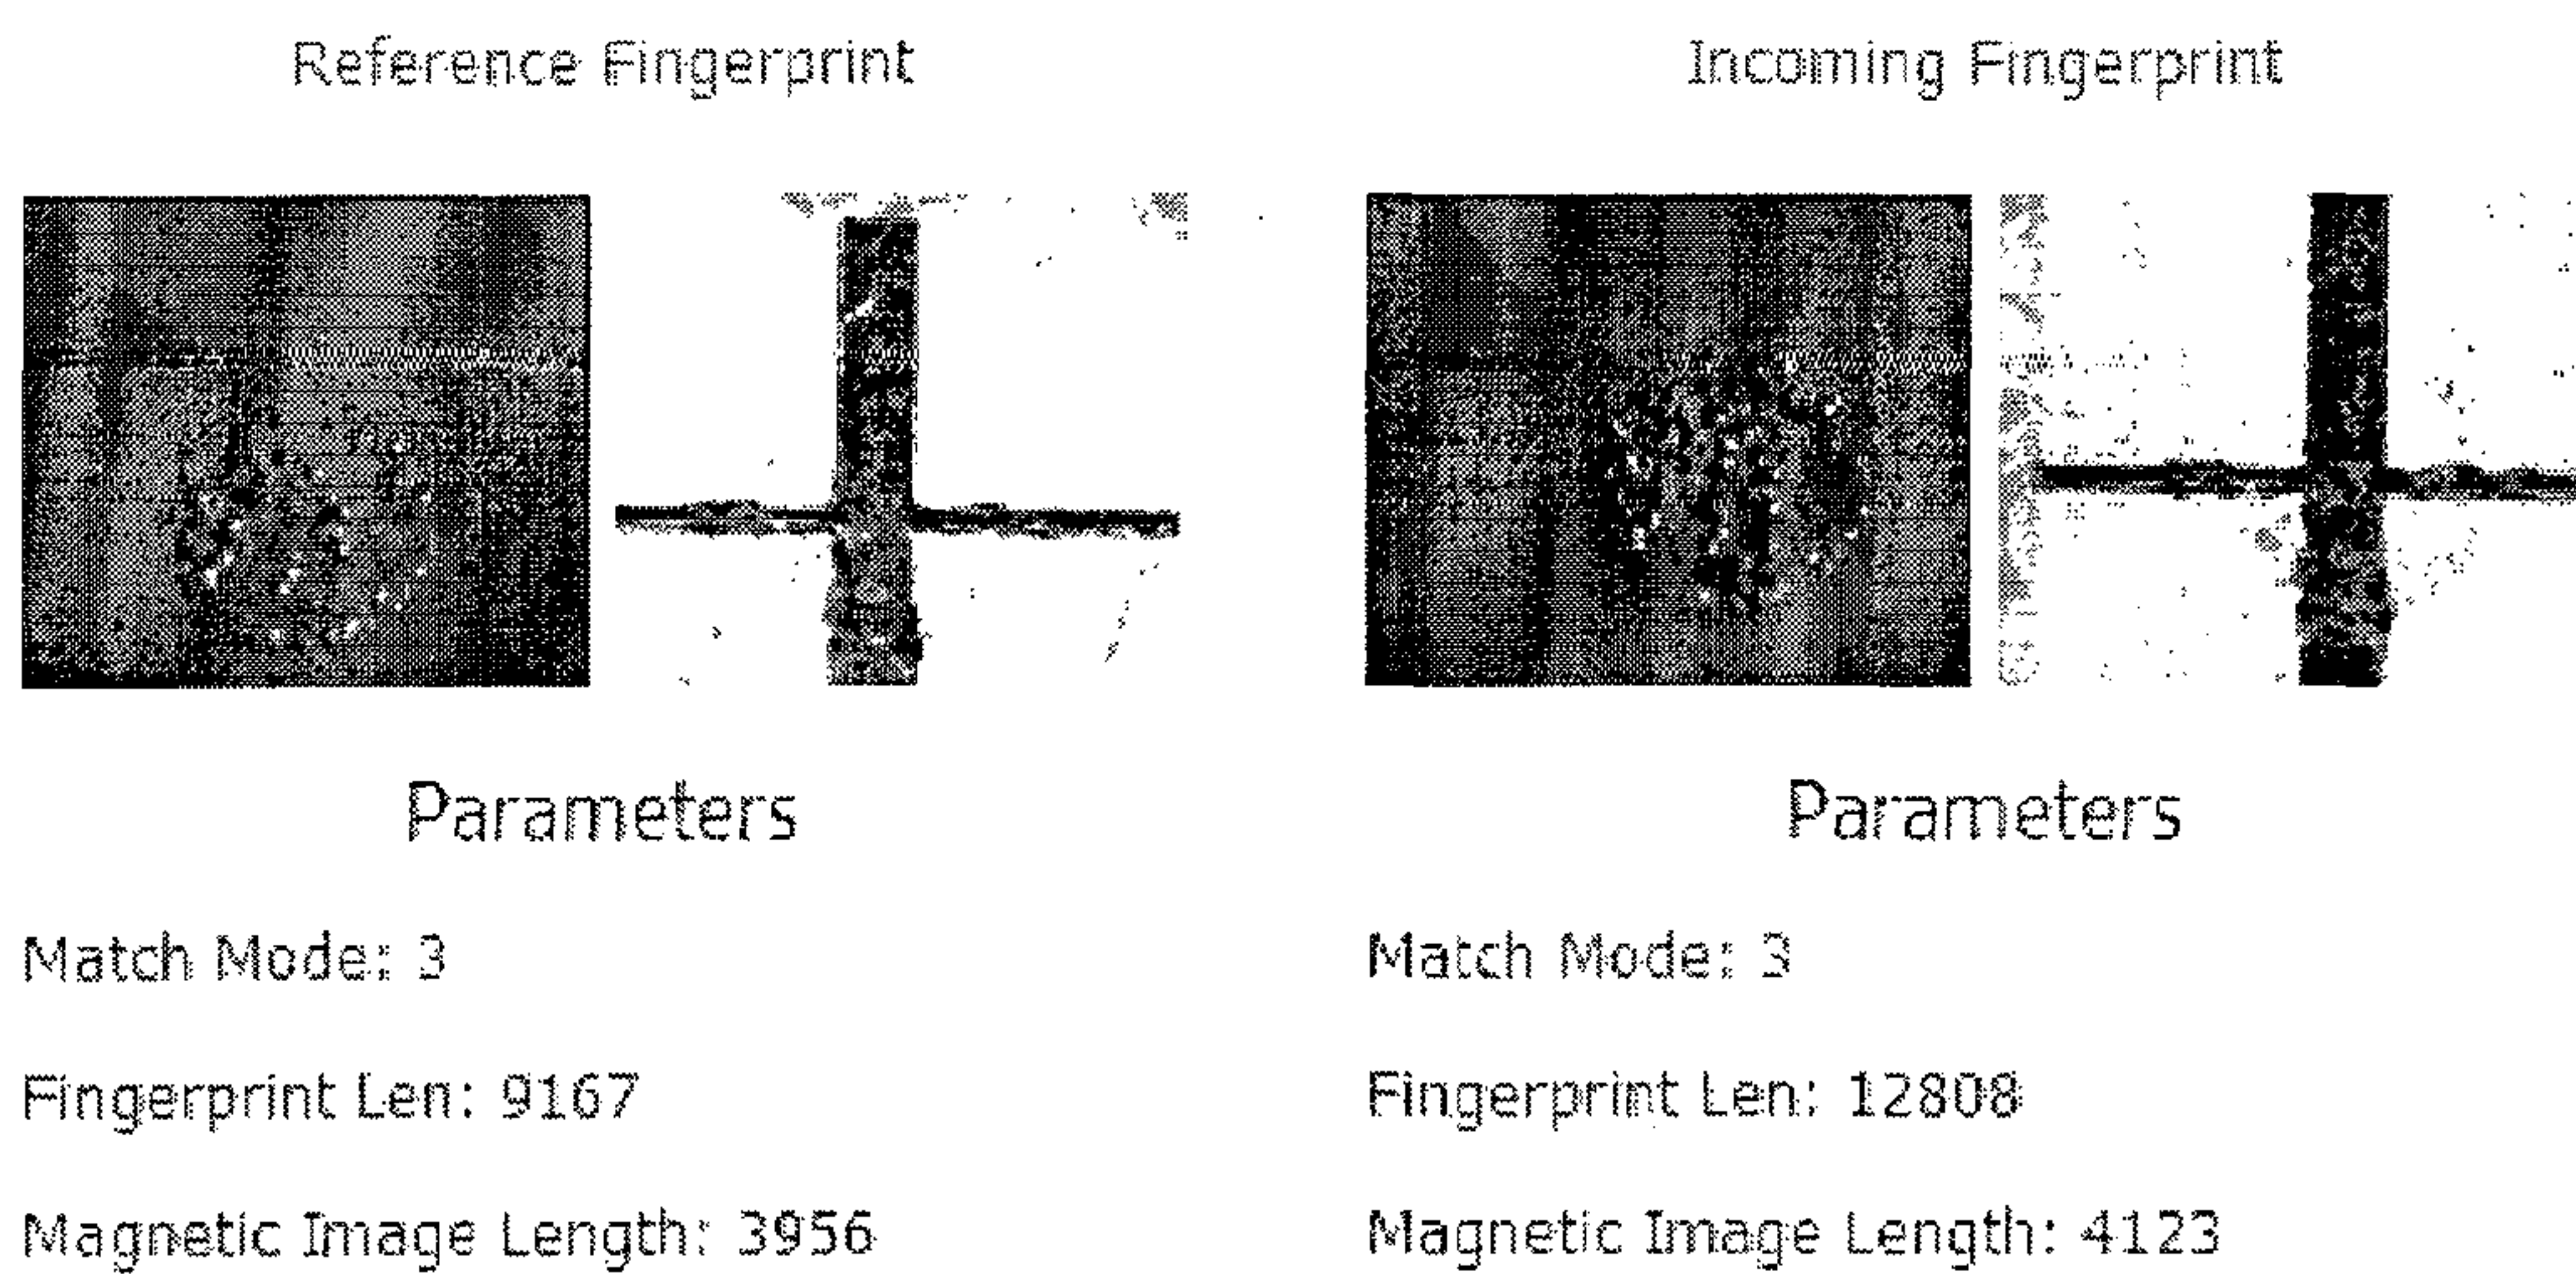 Reference Fingerprint
Incoming Fingerprint
Parameters
Parameters
Match Mode: 3
Match Mode: 3
Fingerprint Len: 9167
Fingerprint Len: 12808
Magnetic Image Length: 3956
Magnetic Image Length: 4123